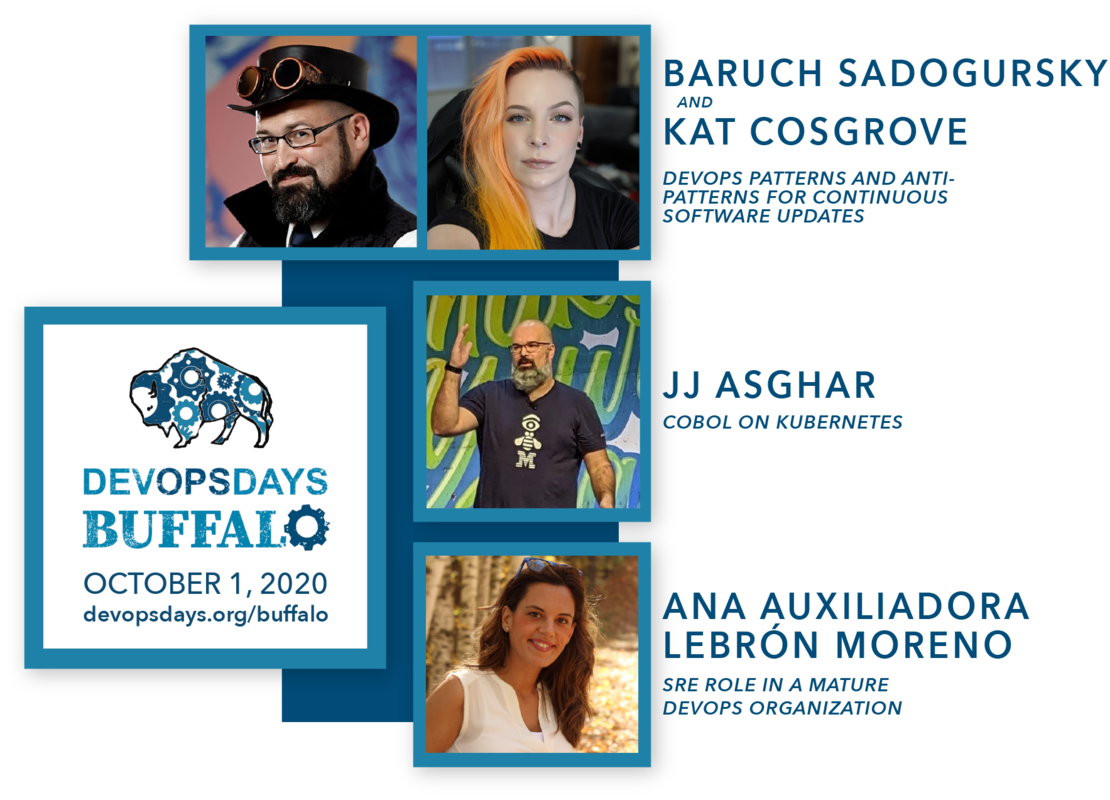 BARUCH SADOGURSKY
AND
KAT COSGROVE
DEVOPS PATTERNS AND ANTI-
PATTERNS FOR CONTINUOUS
SOFTWARE UPDATES
JJ ASGHAR
COBOL ON KUBERNETES
M
ANA AUXILIADORA
LEBRÓN MORENO
SRE ROLE IN A MATURE
DEVOPS ORGANIZATION
DEVOPSDAYS
BUFFALO
OCTOBER 1, 2020
devopsdays.org/buffalo